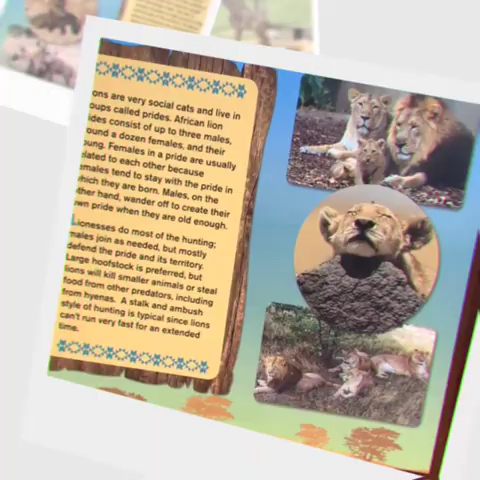 ons are very social cats and live in
oups called prides. African lion
ides consist of up to three males,
ound a dozen females, and their
oung. Females in a pride are usually
elated to each other because
emales tend to stay with the pride in
hich they are born. Males, on the
other hand, wander off to create their
own pride when they are old enough.
Lionesses do most of the hunting;
males join as needed, but mostly
defend the pride and its territory.
Large hoofstock is preferred, but
lions will kill smaller animals or steal
food from other predators, including
from hyenas. A stalk and ambush
style of hunting is typical since lions
can't run very fast for an extended
time.